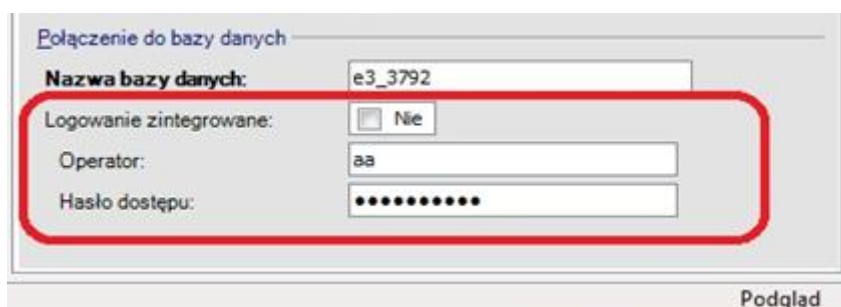 Połączenie do bazy danych
Nazwa bazy danych: e3_3792
Logowanie zintegrowane: Nie
Operator: aa
Hasło dostępu: ••••••••••
Podgląd